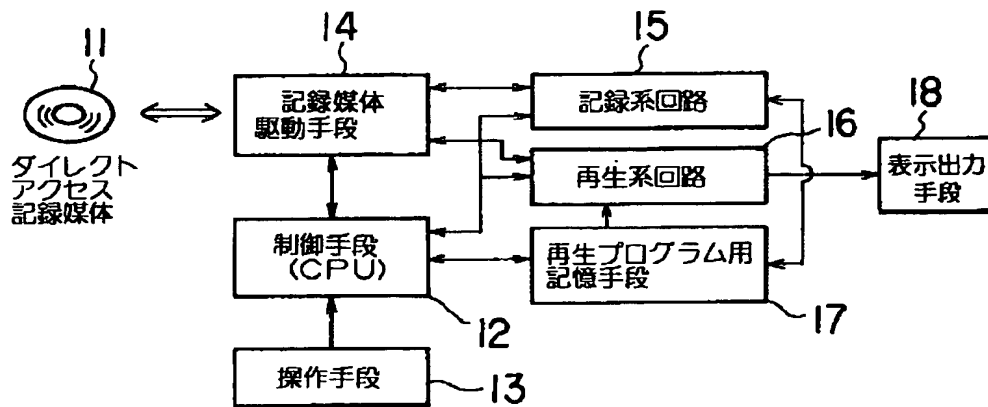 14
15
11
記録媒体
駆動手段
記録系回路
18
16
ダイレクト
アクセス
記録媒体
再生系回路
表示出力
手段
制御手段
(CPU)
再生プログラム用
記憶手段
12
17
操作手段
13